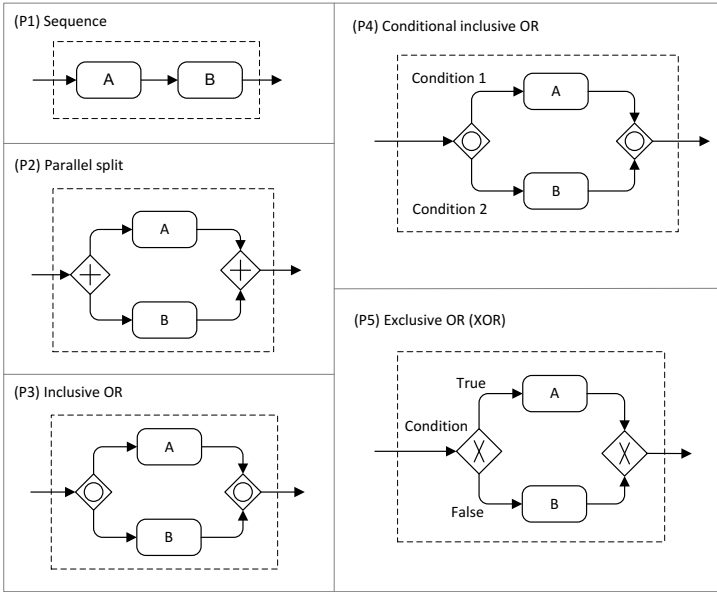 (P1) Sequence
A
B
(P2) Parallel split
A
B
(P3) Inclusive OR
A
B
(P4) Conditional inclusive OR
Condition 1
A
B
Condition 2
(P5) Exclusive OR (XOR)
True
A
Condition
X
X
False
B